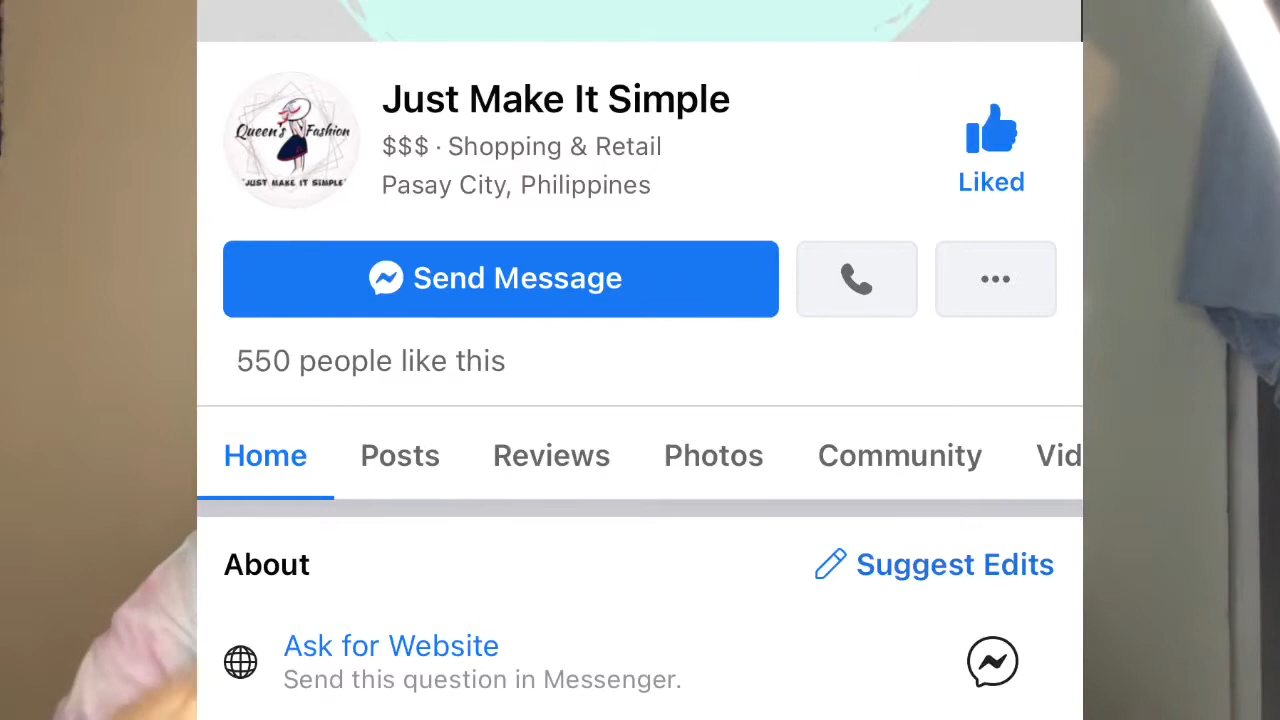 Just Make It Simple
Queen's Fashion
"JUST MAKE IT SIMPLE"
$$$ · Shopping & Retail
Pasay City, Philippines
Liked
Send Message
550 people like this
Home Posts Reviews Photos Community Vid
About
Suggest Edits
Ask for Website
Send this question in Messenger.